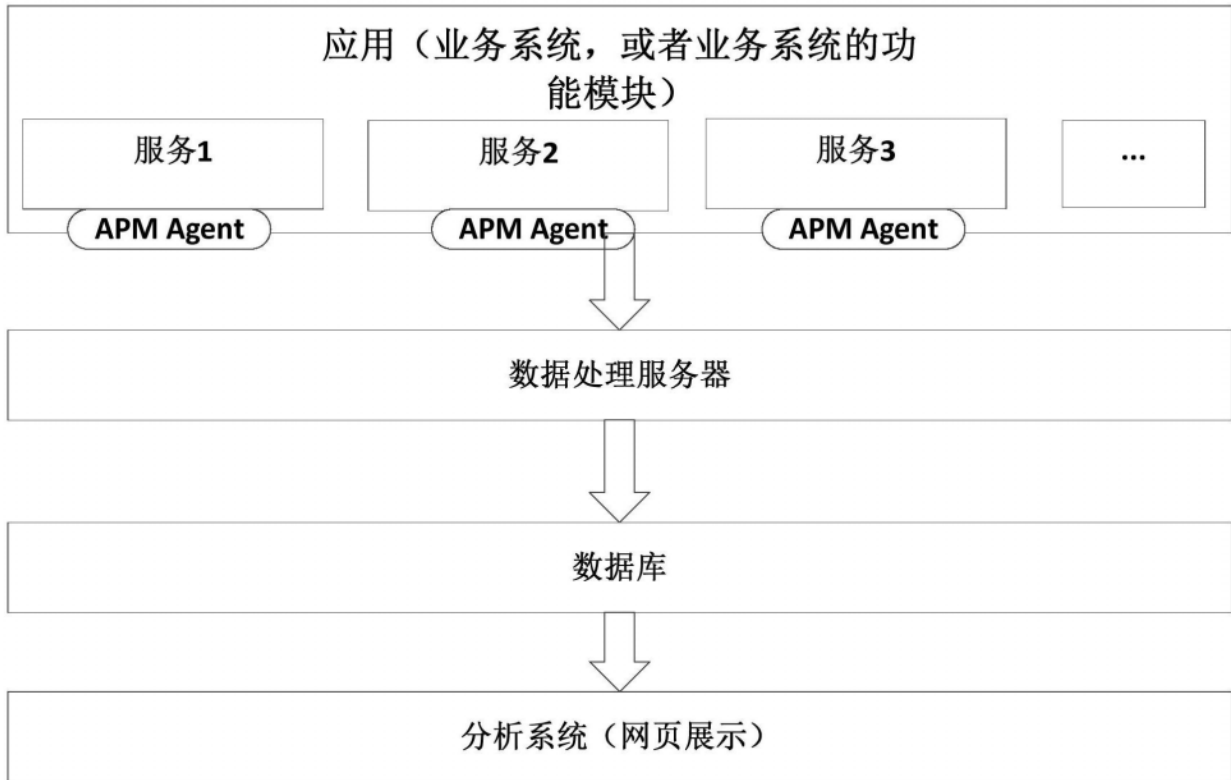 应用（业务系统，或者业务系统的功
能模块）
服务1
服务2
服务3
...
APM Agent
APM Agent
APM Agent
数据处理服务器
数据库
分析系统（网页展示）